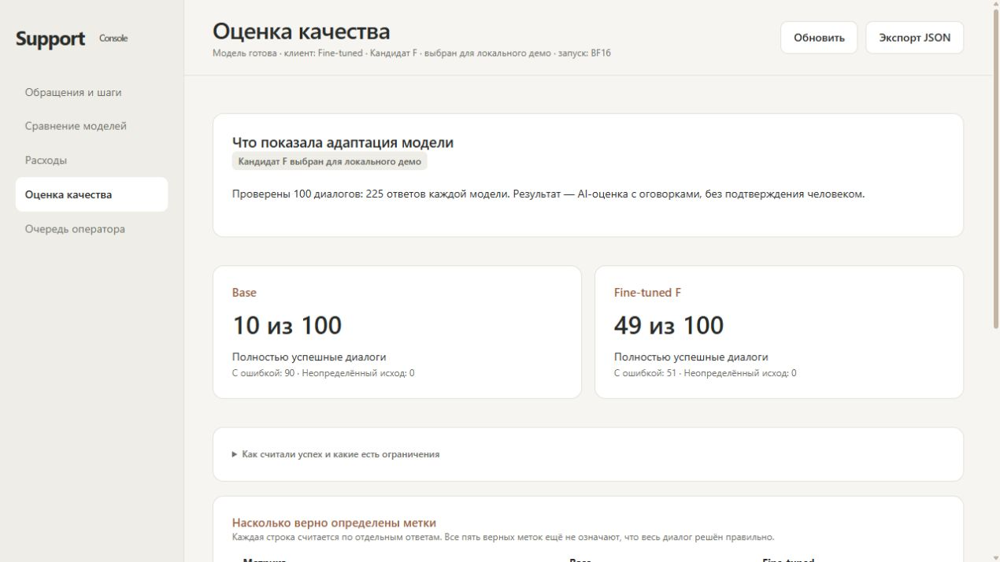 Support Console
Обращения и шаги
Сравнение моделей
Расходы
Оценка качества
Очередь оператора
Оценка качества
Модель готова · клиент: Fine-tuned · Кандидат F · выбран для локального демо · запуск: BF16
Обновить
Экспорт JSON
Что показала адаптация модели
Кандидат F выбран для локального демо
Проверены 100 диалогов: 225 ответов каждой модели. Результат — AI-оценка с оговорками, без подтверждения человеком.
Base
10 из 100
Полностью успешные диалоги
С ошибкой: 90 · Неопределённый исход: 0
Fine-tuned F
49 из 100
Полностью успешные диалоги
С ошибкой: 51 · Неопределённый исход: 0
Как считали успех и какие есть ограничения
Насколько верно определены метки
Каждая строка считается по отдельным ответам. Все пять верных меток ещё не означают, что весь диалог решён правильно.
Метрика Base Fine-tuned